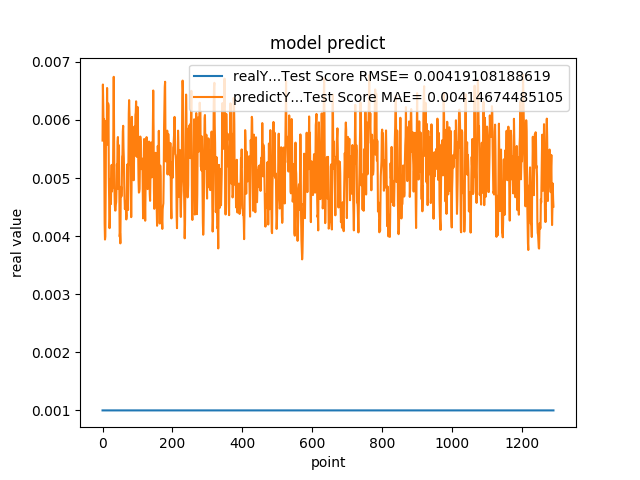 model predict
realY...Test Score RMSE= 0.00419108188619
predictY...Test Score MAE= 0.00414674485105
0.007
0.006
0.005
0.004
0.003
0.002
0.001
real value
0 200 400 600 800 1000 1200
point